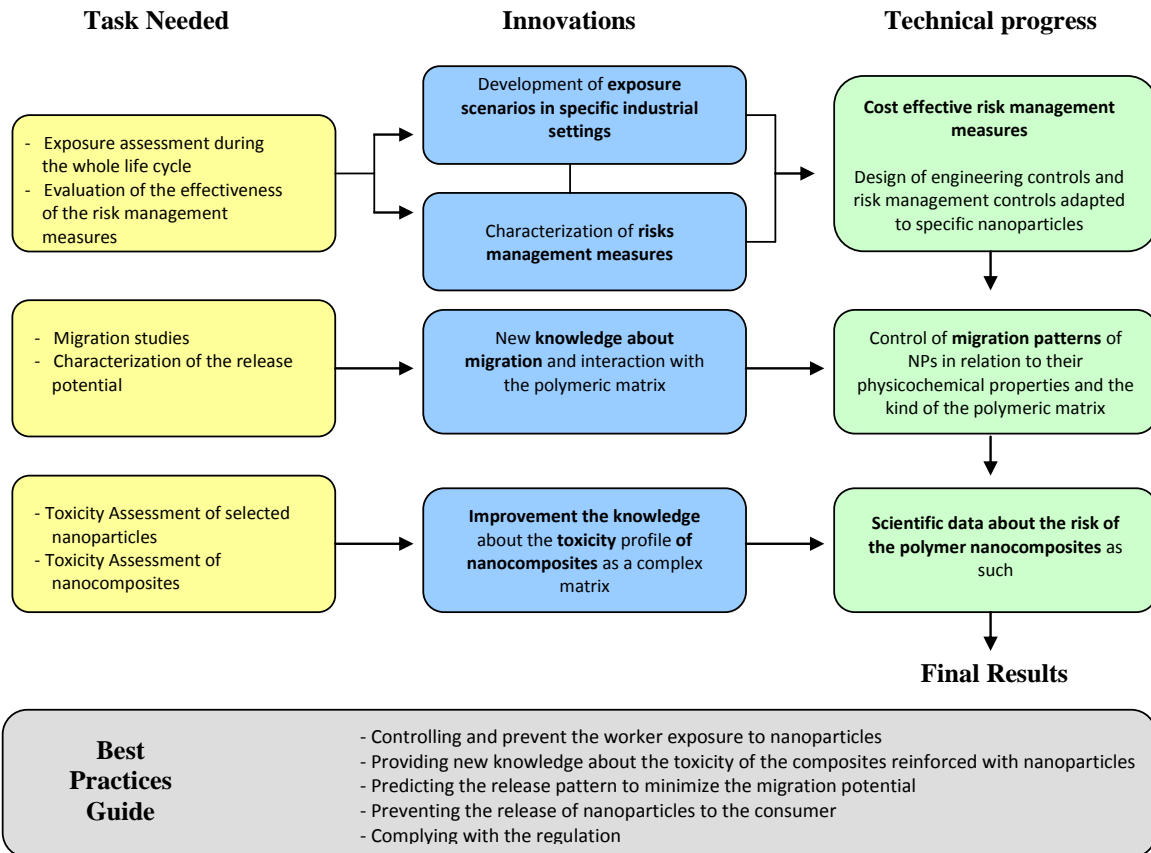 Task Needed
Innovations
Technical progress
- Exposure assessment during
the whole life cycle
- Evaluation of the effectiveness
of the risk management
measures
Development of exposure
scenarios in specific industrial
settings
Characterization of risks
management measures
Cost effective risk management
measures
Design of engineering controls and
risk management controls adapted
to specific nanoparticles
- Migration studies
- Characterization of the release
potential
New knowledge about
migration and interaction with
the polymeric matrix
Control of migration patterns of
NPs in relation to their
physicochemical properties and the
kind of the polymeric matrix
- Toxicity Assessment of selected
nanoparticles
- Toxicity Assessment of
nanocomposites
Improvement the knowledge
about the toxicity profile of
nanocomposites as a complex
matrix
Scientific data about the risk of
the polymer nanocomposites as
such
Final Results
Best
Practices
Guide
- Controlling and prevent the worker exposure to nanoparticles
- Providing new knowledge about the toxicity of the composites reinforced with nanoparticles
- Predicting the release pattern to minimize the migration potential
- Preventing the release of nanoparticles to the consumer
- Complying with the regulation